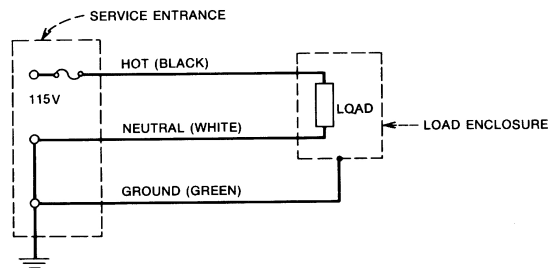 SERVICE ENTRANCE
HOT (BLACK)
115V
LOAD
NEUTRAL (WHITE)
LOAD ENCLOSURE
GROUND (GREEN)